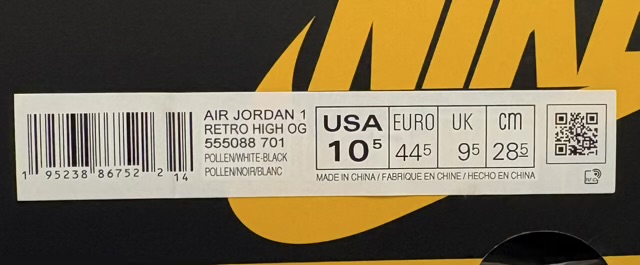 NIKE
AIR JORDAN 1
RETRO HIGH OG
555088 701
POLLEN/WHITE-BLACK
POLLEN/NOIR/BLANC
1 95238 86752 2 14
USA EURO UK cm
10⁵ 44⁵ 9⁵ 28⁵
MADE IN CHINA / FABRIQUE EN CHINE / HECHO EN CHINA